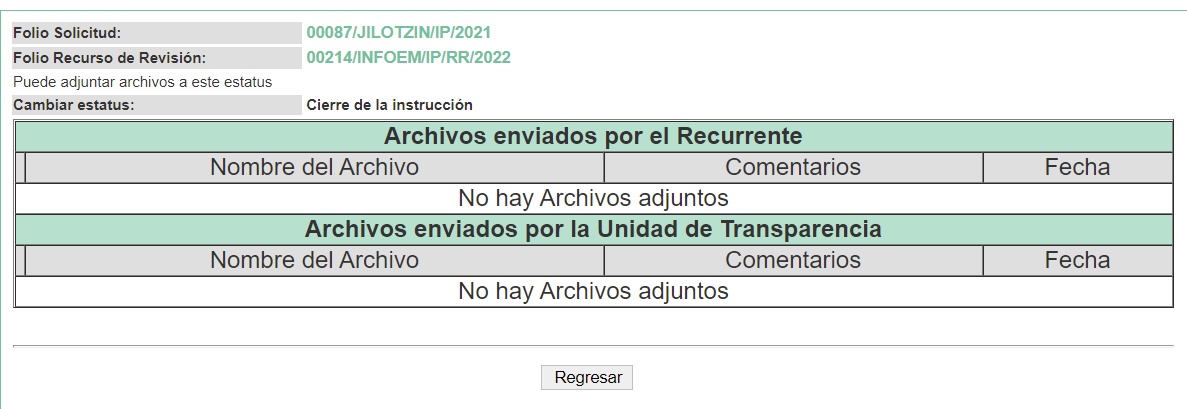 Folio Solicitud: 00087/JILOTZIN/IP/2021
Folio Recurso de Revisión: 00214/INFOEM/IP/RR/2022
Puede adjuntar archivos a este estatus
Cambiar estatus: Cierre de la instrucción
Archivos enviados por el Recurrente
Nombre del Archivo Comentarios Fecha
No hay Archivos adjuntos
Archivos enviados por la Unidad de Transparencia
Nombre del Archivo Comentarios Fecha
No hay Archivos adjuntos
Regresar